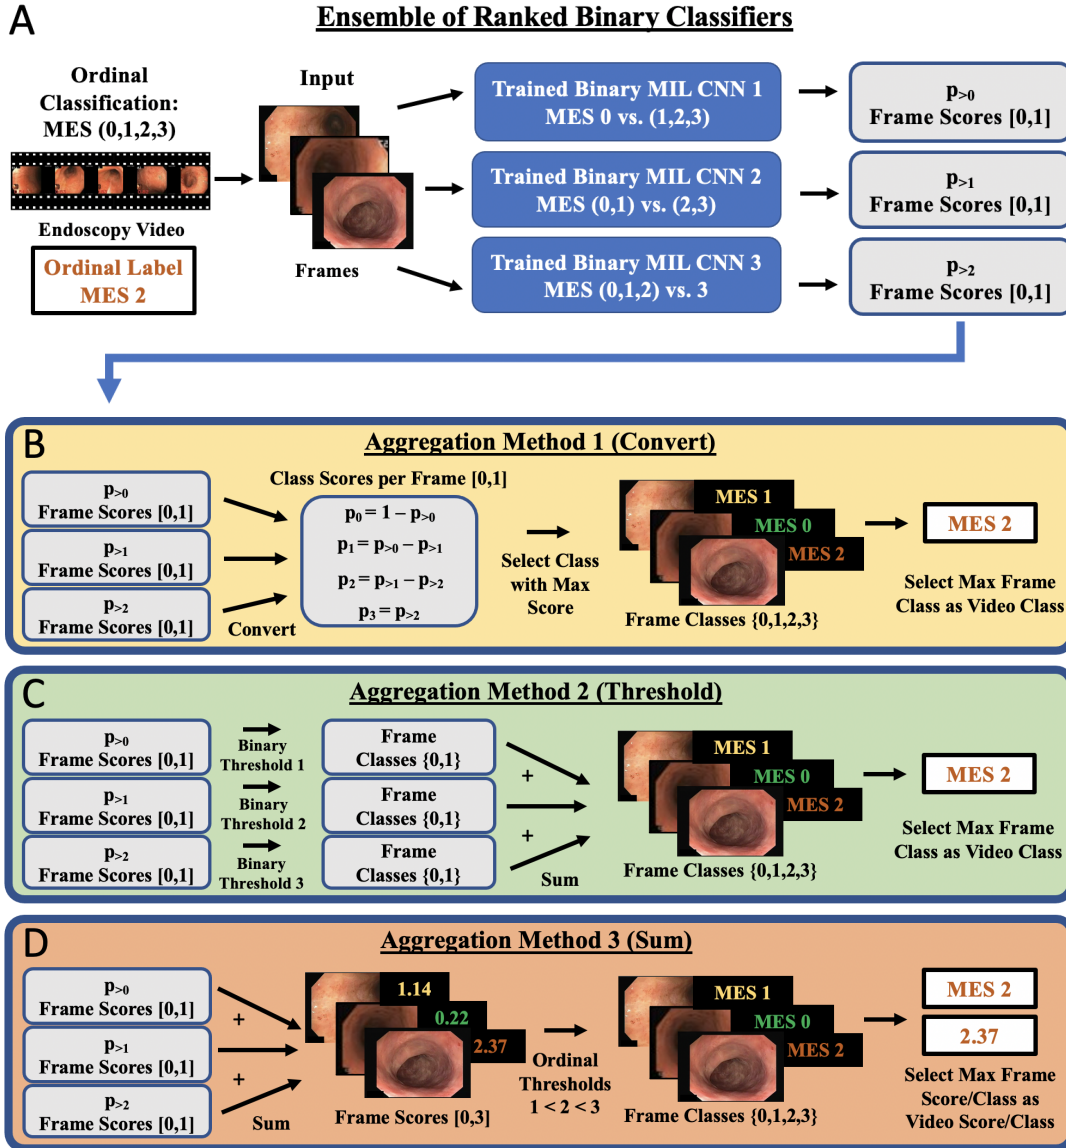 A
Ensemble of Ranked Binary Classifiers
Ordinal
Classification:
MES (0,1,2,3)
Endoscopy Video
Ordinal Label
MES 2
Input
Frames
Trained Binary MIL CNN 1
MES 0 vs. (1,2,3)
Trained Binary MIL CNN 2
MES (0,1) vs. (2,3)
Trained Binary MIL CNN 3
MES (0,1,2) vs. 3
p>0
Frame Scores [0,1]
p>1
Frame Scores [0,1]
p>2
Frame Scores [0,1]
B
Aggregation Method 1 (Convert)
p>0
Frame Scores [0,1]
p>1
Frame Scores [0,1]
p>2
Frame Scores [0,1]
Convert
Class Scores per Frame [0,1]
p0 = 1 – p>0
p1 = p>0 – p>1
p2 = p>1 – p>2
p3 = p>2
Select Class
with Max
Score
MES 1
MES 0
MES 2
Frame Classes {0,1,2,3}
MES 2
Select Max Frame
Class as Video Class
C
Aggregation Method 2 (Threshold)
p>0
Frame Scores [0,1]
p>1
Frame Scores [0,1]
p>2
Frame Scores [0,1]
Binary
Threshold 1
Binary
Threshold 2
Binary
Threshold 3
Frame
Classes {0,1}
Frame
Classes {0,1}
Frame
Classes {0,1}
+
+
Sum
MES 1
MES 0
MES 2
Frame Classes {0,1,2,3}
MES 2
Select Max Frame
Class as Video Class
D
Aggregation Method 3 (Sum)
p>0
Frame Scores [0,1]
p>1
Frame Scores [0,1]
p>2
Frame Scores [0,1]
+
+
Sum
1.14
0.22
2.37
Frame Scores [0,3]
Ordinal
Thresholds
1 < 2 < 3
MES 1
MES 0
MES 2
Frame Classes {0,1,2,3}
MES 2
2.37
Select Max Frame
Score/Class as
Video Score/Class